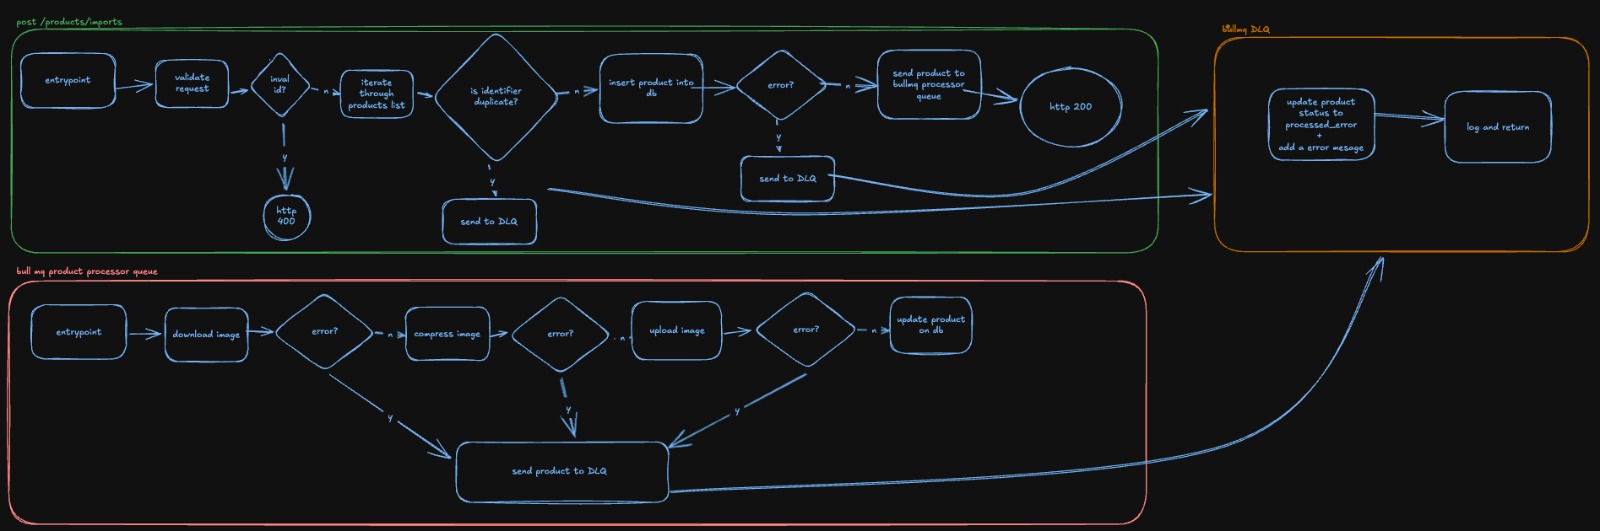 post /products/imports
entrypoint
validate
request
inval
id?
n
y
http
400
iterate
through
products list
is identifier
duplicate?
n
y
send to DLQ
insert product into
db
error?
n
y
send to DLQ
send product to
bullmq processor
queue
http 200
bullmq DLQ
update product
status to
processed_error
+
add a error mesage
log and return
bull mq product processor queue
entrypoint
download image
error?
n
y
compress image
error?
n
y
upload image
error?
n
y
update product
on db
send product to DLQ